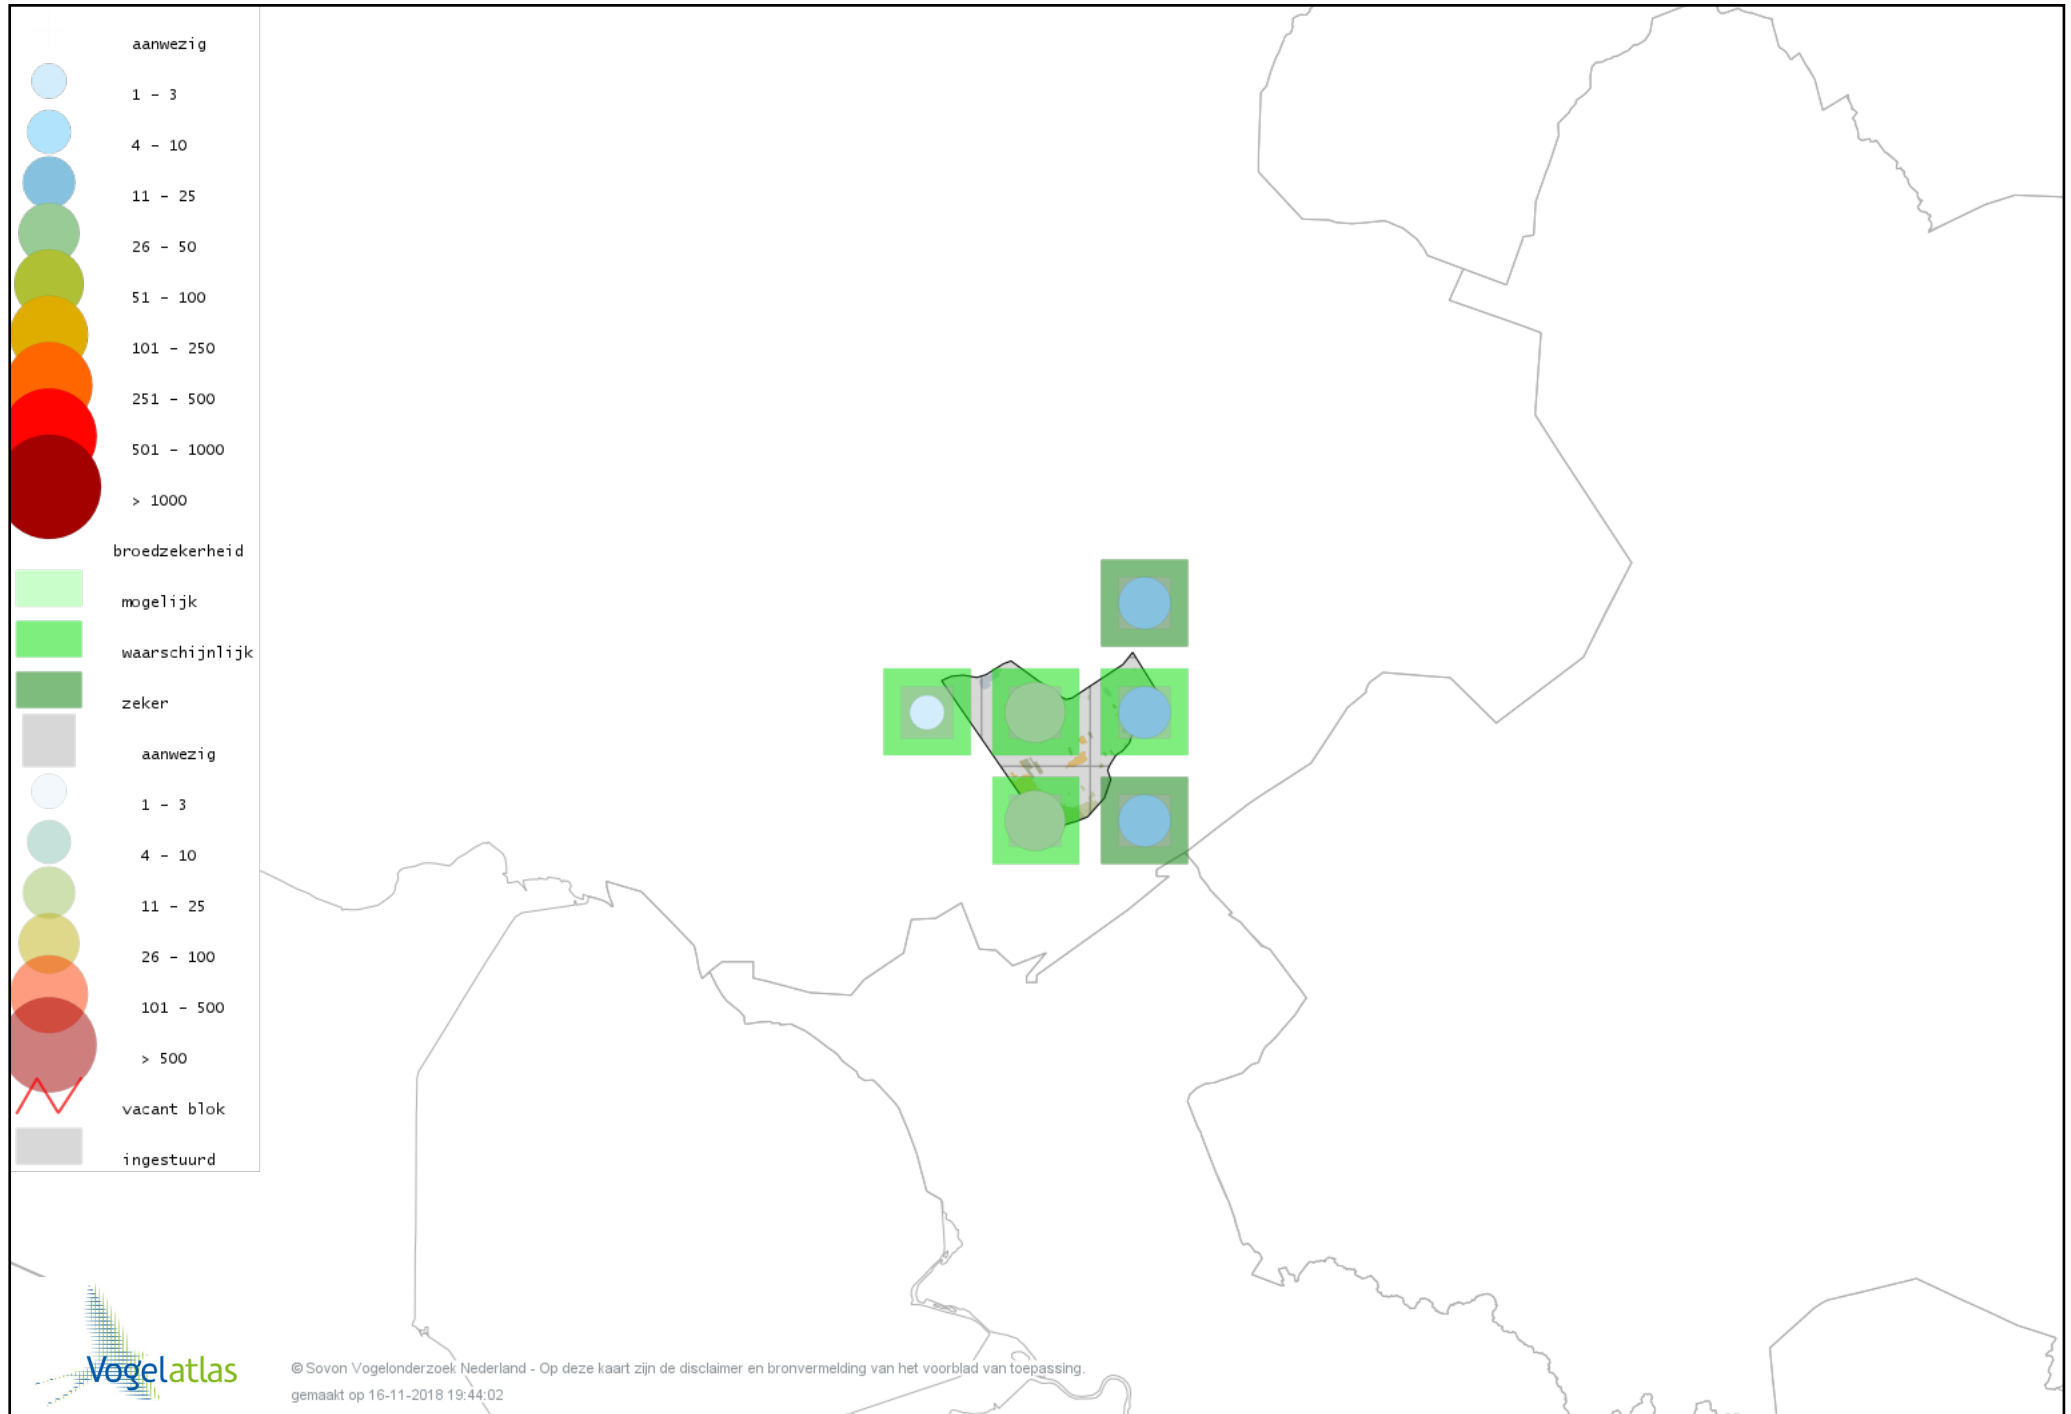 aanwezig
1 - 3
4 - 10
11 - 25
26 - 50
51 - 100
101 - 250
251 - 500
501 - 1000
> 1000
broedzekerheid
mogelijk
waarschijnlijk
zeker
aanwezig
1 - 3
4 - 10
11 - 25
26 - 100
101 - 500
> 500
vacant blok
ingestuurd
Vogelatlas
© Sovon Vogelonderzoek Nederland - Op deze kaart zijn de disclaimer en bronvermelding van het voorblad van toepassing.
gemaakt op 16-11-2018 19:44:02